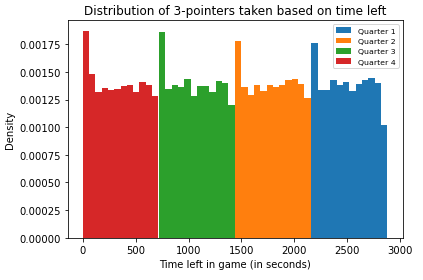 Distribution of 3-pointers taken based on time left
Quarter 1
Quarter 2
Quarter 3
Quarter 4
0.00175
0.00150
0.00125
0.00100
0.00075
0.00050
0.00025
0.00000
Density
0
500
1000
1500
2000
2500
3000
Time left in game (in seconds)